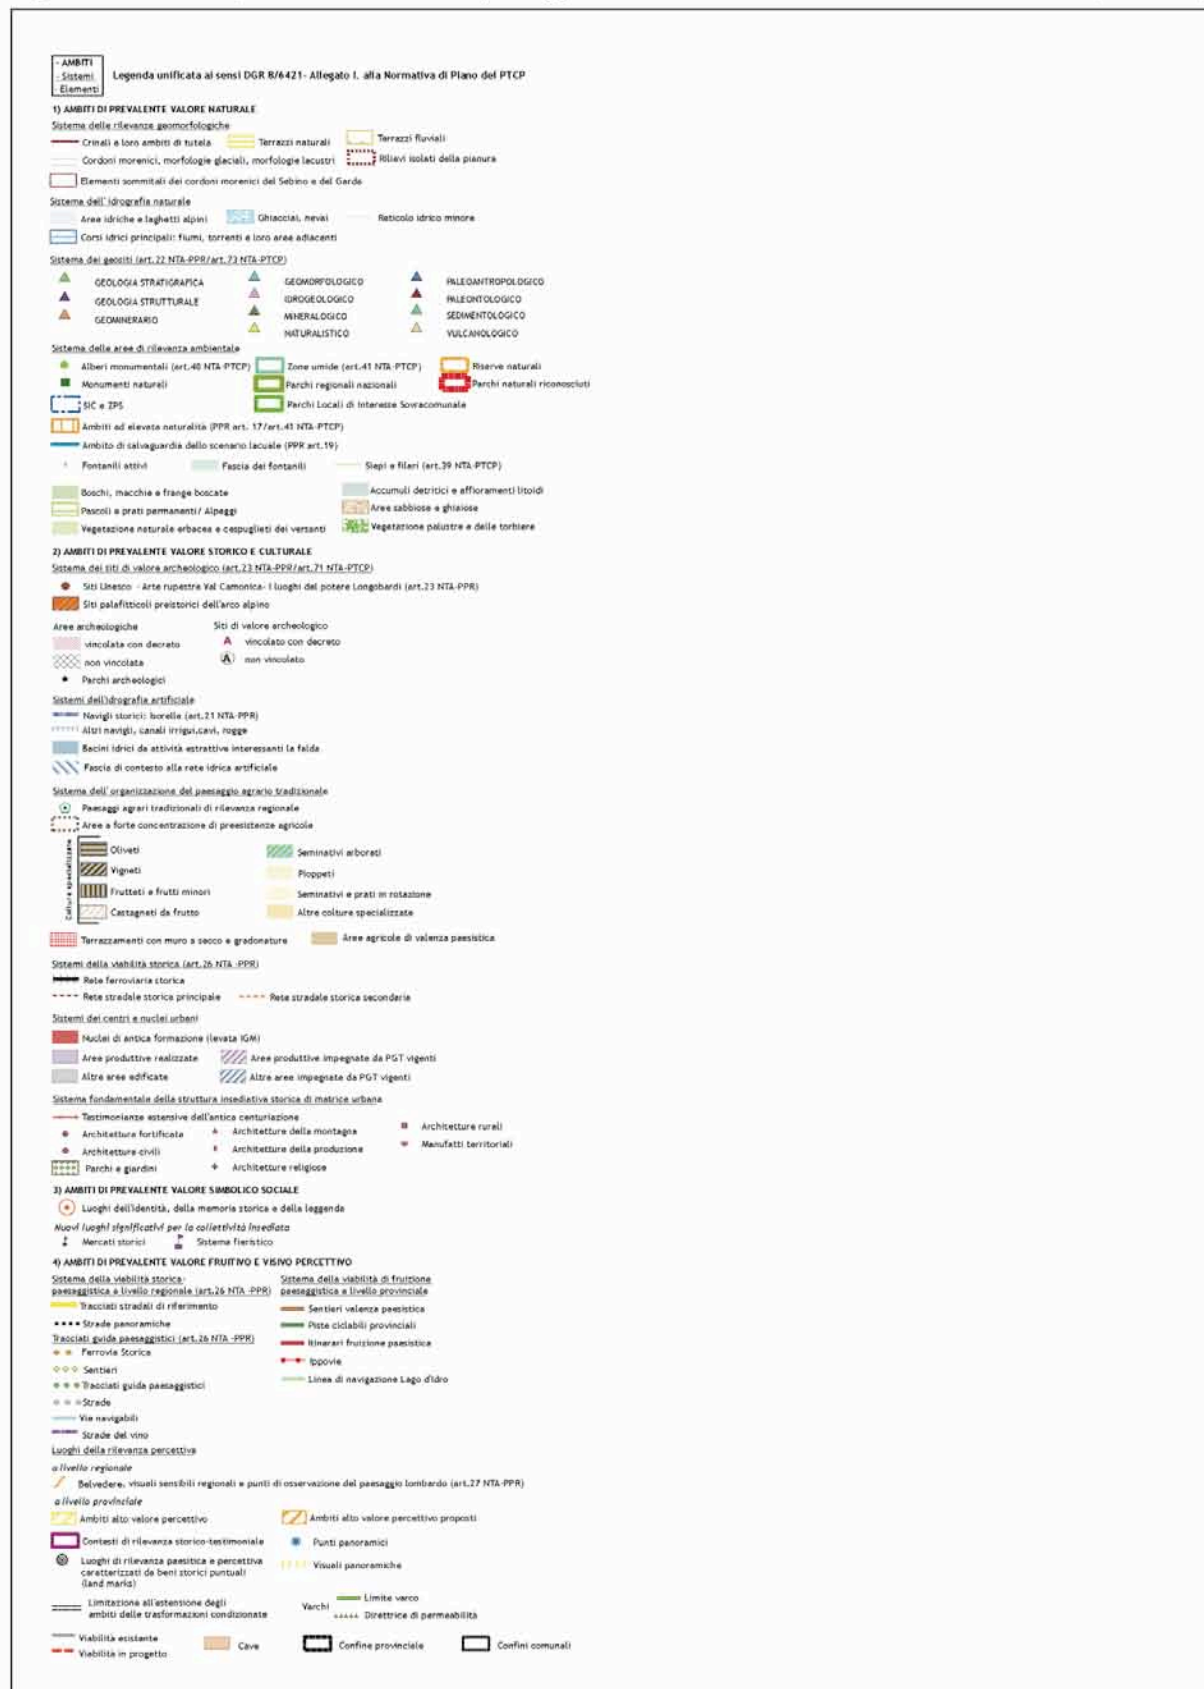 - AMBITI
- Sistemi
- Elementi
Legenda unificata ai sensi DGR 8/6421- Allegato I. alla Normativa di Piano del PTCP
1) AMBITI DI PREVALENTE VALORE NATURALE
Sistema delle rilevanze geomorfologiche
Crinali e loro ambiti di tutela
Terrazzi naturali
Terrazzi fluviali
Cordoni morenici, morfologie glaciali, morfologie lacustri
Rilievi isolati della pianura
Elementi sommitali dei cordoni morenici del Sebino e del Garda
Sistema dell'idrografia naturale
Aree idriche e laghetti alpini
Ghiacciai, nevai
Reticolo idrico minore
Corsi idrici principali: fiumi, torrenti e loro aree adiacenti
Sistema dei geositi (art.22 NTA-PPR/art.73 NTA-PTCP)
GEOLOGIA STRATIGRAFICA
GEOMORFOLOGICO
PALEOANTROPOLOGICO
GEOLOGIA STRUTTURALE
IDROGEOLOGICO
PALEONTOLOGICO
GEOMINERARIO
MINERALOGICO
SEDIMENTOLOGICO
NATURALISTICO
VULCANOLOGICO
Sistema delle aree di rilevanza ambientale
Alberi monumentali (art.40 NTA-PTCP)
Zone umide (art.41 NTA-PTCP)
Riserve naturali
Monumenti naturali
Parchi regionali nazionali
Parchi naturali riconosciuti
SIC e ZPS
Parchi Locali di Interesse Sovracomunale
Ambiti ad elevata naturalità (PPR art. 17/art.41 NTA-PTCP)
Ambito di salvaguardia dello scenario lacuale (PPR art.19)
Fontanili attivi
Fascia dei fontanili
Siepi e filari (art.39 NTA-PTCP)
Boschi, macchie e frange boscate
Accumuli detritici e affioramenti litoidi
Pascoli e prati permanenti/ Alpeggi
Aree sabbiose e ghiaiose
Vegetazione naturale erbacea e cespuglieti dei versanti
Vegetazione palustre e delle torbiere
2) AMBITI DI PREVALENTE VALORE STORICO E CULTURALE
Sistema dei siti di valore archeologico (art.23 NTA-PPR/art.71 NTA-PTCP)
Siti Unesco - Arte rupestre Val Camonica- I luoghi del potere Longobardi (art.23 NTA-PPR)
Siti palafitticoli preistorici dell'arco alpino
Aree archeologiche
Siti di valore archeologico
vincolata con decreto
A vincolato con decreto
non vincolata
A non vincolato
Parchi archeologici
Sistemi dell'idrografia artificiale
Navigli storici: borelle (art.21 NTA-PPR)
Altri navigli, canali irrigui,cavi, rogge
Bacini idrici da attività estrattive interessanti la falda
Fascia di contesto alla rete idrica artificiale
Sistema dell'organizzazione del paesaggio agrario tradizionale
Paesaggi agrari tradizionali di rilevanza regionale
Aree a forte concentrazione di preesistenze agricole
Colture specializzate
Oliveti
Seminativi arborati
Vigneti
Pioppeti
Frutteti e frutti minori
Seminativi e prati in rotazione
Castagneti da frutto
Altre colture specializzate
Terrazzamenti con muro a secco e gradonature
Aree agricole di valenza paesistica
Sistemi della viabilità storica (art.26 NTA -PPR)
Rete ferroviaria storica
Rete stradale storica principale
Rete stradale storica secondaria
Sistemi dei centri e nuclei urbani
Nuclei di antica formazione (levata IGM)
Aree produttive realizzate
Aree produttive impegnate da PGT vigenti
Altre aree edificate
Altre aree impegnate da PGT vigenti
Sistema fondamentale della struttura insediativa storica di matrice urbana
Testimonianze estensive dell'antica centuriazione
Architetture fortificate
Architetture della montagna
Architetture rurali
Architetture civili
Architetture della produzione
Manufatti territoriali
Parchi e giardini
Architetture religiose
3) AMBITI DI PREVALENTE VALORE SIMBOLICO SOCIALE
Luoghi dell'identità, della memoria storica e della leggenda
Nuovi luoghi significativi per la collettività insediata
Mercati storici
Sistema fieristico
4) AMBITI DI PREVALENTE VALORE FRUITIVO E VISIVO PERCETTIVO
Sistema della viabilità storica-
paesaggistica a livello regionale (art.26 NTA -PPR)
Sistema della viabilità di fruizione
paesaggistica a livello provinciale
Tracciati stradali di riferimento
Sentieri valenza paesistica
Strade panoramiche
Piste ciclabili provinciali
Tracciati guida paesaggistici (art.26 NTA -PPR)
Itinerari fruizione paesistica
Ferrovia Storica
Ippovie
Sentieri
Linea di navigazione Lago d'Idro
Tracciati guida paesaggistici
Strade
Vie navigabili
Strade del vino
Luoghi della rilevanza percettiva
a livello regionale
Belvedere, visuali sensibili regionali e punti di osservazione del paesaggio lombardo (art.27 NTA-PPR)
a livello provinciale
Ambiti alto valore percettivo
Ambiti alto valore percettivo proposti
Contesti di rilevanza storico-testimoniale
Punti panoramici
Luoghi di rilevanza paesitica e percettiva
caratterizzati da beni storici puntuali
(land marks)
Visuali panoramiche
Limitazione all'estensione degli
ambiti delle trasformazioni condizionate
Varchi
Limite varco
Direttrice di permeabilità
Viabilità esistente
Viabilità in progetto
Cave
Confine provinciale
Confini comunali